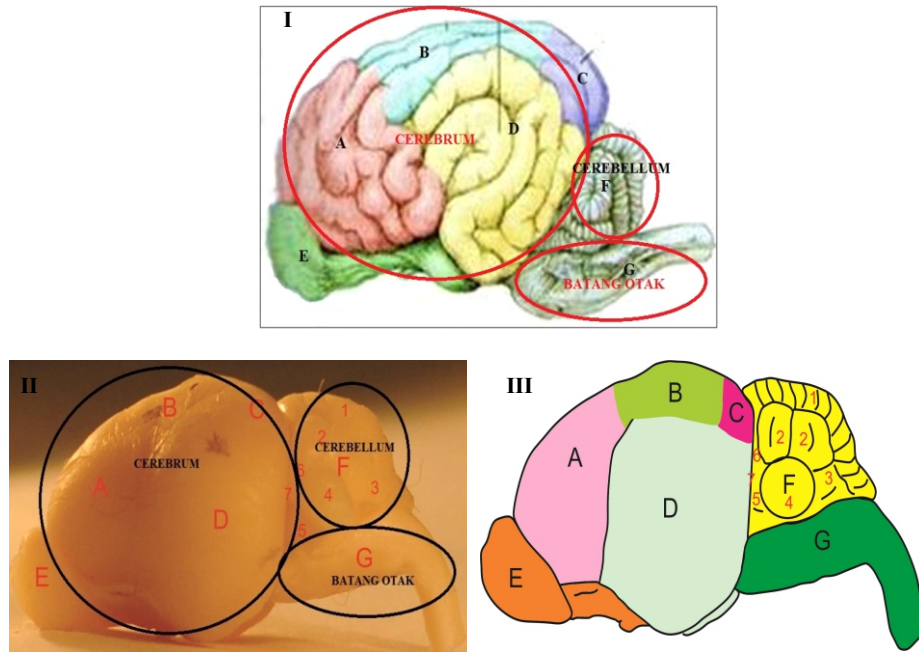 I
B
C
A
CEREBRUM
D
CEREBELLUM
F
E
G
BATANG OTAK
II
B
C
1
2
CEREBRUM
CEREBELLUM
6
F
A
7
4
3
D
5
E
G
BATANG OTAK
III
B
C
1
A
2
2
6
D
7
F
3
5
4
E
G